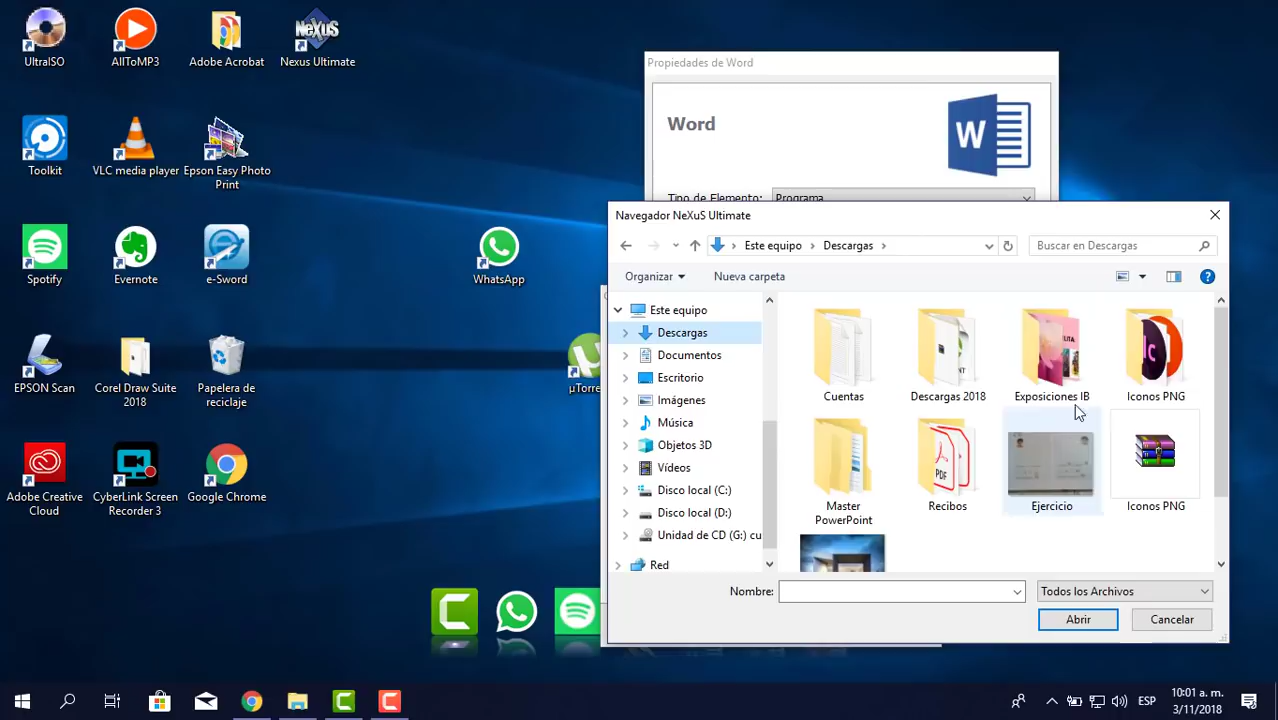 UltraISO
AllToMP3
Adobe Acrobat
NeXuS
Nexus Ultimate
Toolkit
VLC media player
Epson Easy Photo
Print
Spotify
Evernote
e-Sword
WhatsApp
EPSON Scan
Corel Draw Suite
2018
Papelera de
reciclaje
µTorre
Adobe Creative
Cloud
CyberLink Screen
Recorder 3
Google Chrome
Propiedades de Word
Word
W
Tipo de Elemento:
Programa
Navegador NeXuS Ultimate
Este equipo
Descargas
Buscar en Descargas
Organizar
Nueva carpeta
Este equipo
Descargas
Documentos
Escritorio
Imágenes
Música
Objetos 3D
Vídeos
Disco local (C:)
Disco local (D:)
Unidad de CD (G:) cu
Red
Cuentas
Descargas 2018
Exposiciones IB
Iconos PNG
Master
PowerPoint
PDF
Recibos
Ejercicio
Iconos PNG
Nombre:
Todos los Archivos
Abrir
Cancelar
ESP
10:01 a. m.
3/11/2018